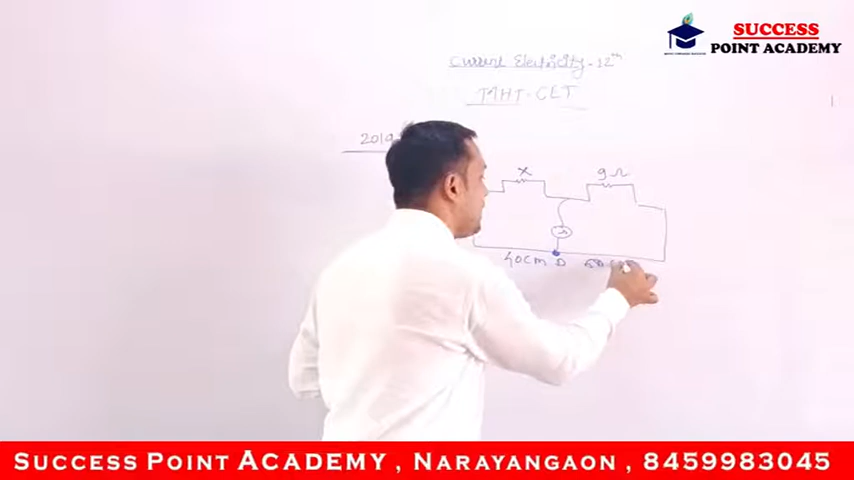 SUCCESS
POINT ACADEMY
Current Electricity - 12th
MHT-CET
2019
X
9 Ω
40cm D
SUCCESS POINT ACADEMY, NARAYANGAON, 8459983045